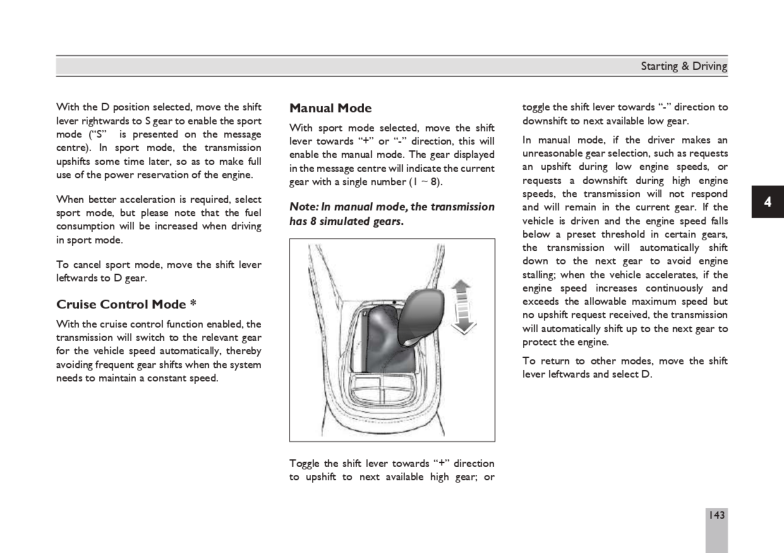 Starting & Driving
With the D position selected, move the shift
lever rightwards to S gear to enable the sport
mode (“S” is presented on the message
centre). In sport mode, the transmission
upshifts some time later, so as to make full
use of the power reservation of the engine.
When better acceleration is required, select
sport mode, but please note that the fuel
consumption will be increased when driving
in sport mode.
To cancel sport mode, move the shift lever
leftwards to D gear.
Cruise Control Mode *
With the cruise control function enabled, the
transmission will switch to the relevant gear
for the vehicle speed automatically, thereby
avoiding frequent gear shifts when the system
needs to maintain a constant speed.
Manual Mode
With sport mode selected, move the shift
lever towards “+” or “-” direction, this will
enable the manual mode. The gear displayed
in the message centre will indicate the current
gear with a single number (1 ~ 8).
Note: In manual mode, the transmission
has 8 simulated gears.
Toggle the shift lever towards “+” direction
to upshift to next available high gear; or
toggle the shift lever towards “-” direction to
downshift to next available low gear.
In manual mode, if the driver makes an
unreasonable gear selection, such as requests
an upshift during low engine speeds, or
requests a downshift during high engine
speeds, the transmission will not respond
and will remain in the current gear. If the
vehicle is driven and the engine speed falls
below a preset threshold in certain gears,
the transmission will automatically shift
down to the next gear to avoid engine
stalling; when the vehicle accelerates, if the
engine speed increases continuously and
exceeds the allowable maximum speed but
no upshift request received, the transmission
will automatically shift up to the next gear to
protect the engine.
To return to other modes, move the shift
lever leftwards and select D.
4
143